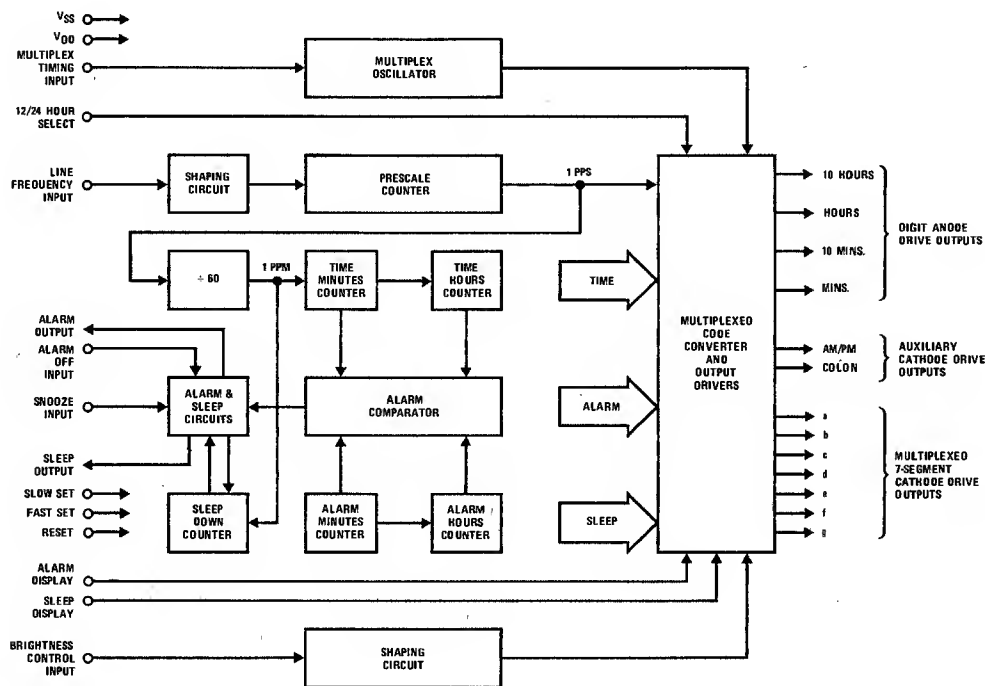 VSS
VDD
MULTIPLEX
TIMING
INPUT
MULTIPLEX
OSCILLATOR
12/24 HOUR
SELECT
LINE
FREQUENCY
INPUT
SHAPING
CIRCUIT
PRESCALE
COUNTER
1 PPS
÷ 60
1 PPM
TIME
MINUTES
COUNTER
TIME
HOURS
COUNTER
ALARM
OUTPUT
ALARM
OFF
INPUT
SNOOZE
INPUT
ALARM &
SLEEP
CIRCUITS
ALARM
COMPARATOR
SLEEP
OUTPUT
SLOW SET
FAST SET
RESET
SLEEP
DOWN
COUNTER
ALARM
MINUTES
COUNTER
ALARM
HOURS
COUNTER
TIME
ALARM
SLEEP
MULTIPLEXED
CODE
CONVERTER
AND
OUTPUT
DRIVERS
10 HOURS
HOURS
10 MINS.
MINS.
DIGIT ANODE
DRIVE OUTPUTS
AM/PM
COLON
AUXILIARY
CATHODE DRIVE
OUTPUTS
a
b
c
d
e
f
g
MULTIPLEXED
7-SEGMENT
CATHODE DRIVE
OUTPUTS
ALARM
DISPLAY
SLEEP
DISPLAY
BRIGHTNESS
CONTROL
INPUT
SHAPING
CIRCUIT